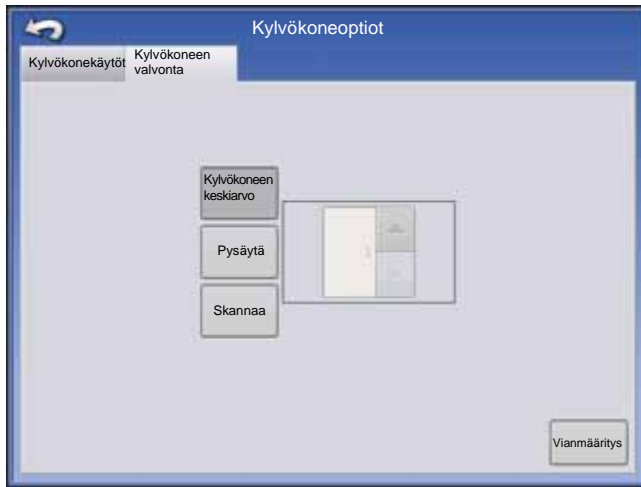 Kylvökoneoptiot
Kylvökonekäytöt
Kylvökoneen
valvonta
Kylvökoneen
keskiarvo
Pysäytä
Skannaa
Vianmääritys